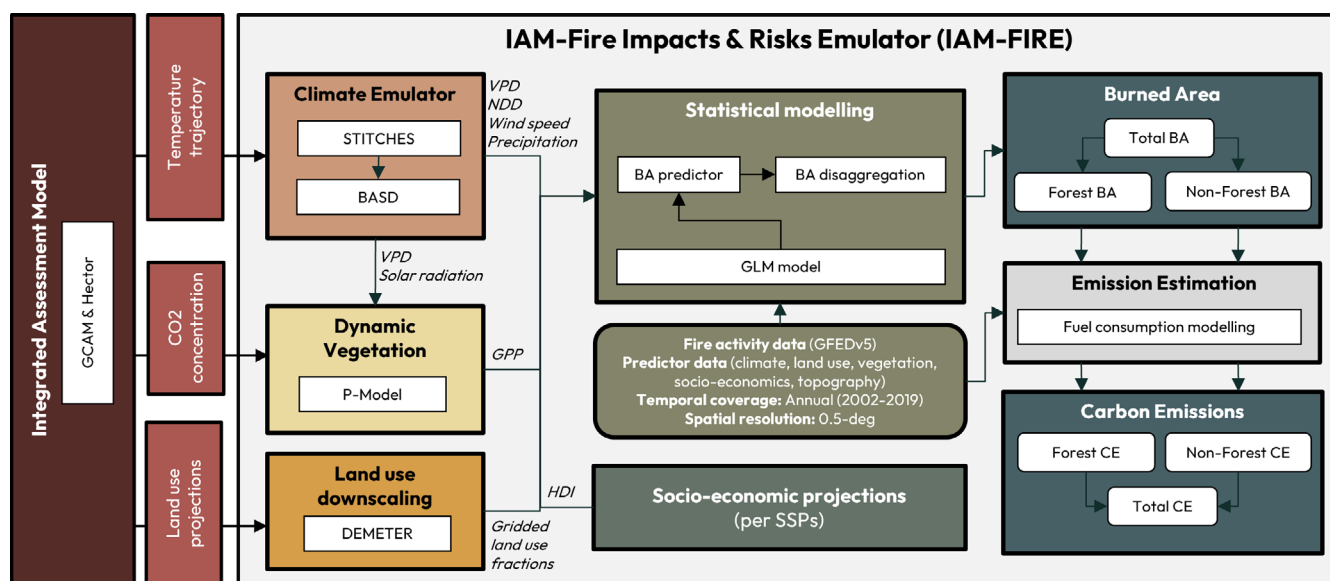 IAM-Fire Impacts & Risks Emulator (IAM-FIRE)
Integrated Assessment Model
GCAM & Hector
Temperature
trajectory
CO2
concentration
Land use
projections
Climate Emulator
STITCHES
BASD
VPD
NDD
Wind speed
Precipitation
VPD
Solar radiation
Dynamic
Vegetation
P-Model
GPP
Land use
downscaling
DEMETER
HDI
Gridded
land use
fractions
Statistical modelling
BA predictor
BA disaggregation
GLM model
Fire activity data (GFEDv5)
Predictor data (climate, land use, vegetation,
socio-economics, topography)
Temporal coverage: Annual (2002-2019)
Spatial resolution: 0.5-deg
Socio-economic projections
(per SSPs)
Burned Area
Total BA
Forest BA
Non-Forest BA
Emission Estimation
Fuel consumption modelling
Carbon Emissions
Forest CE
Non-Forest CE
Total CE